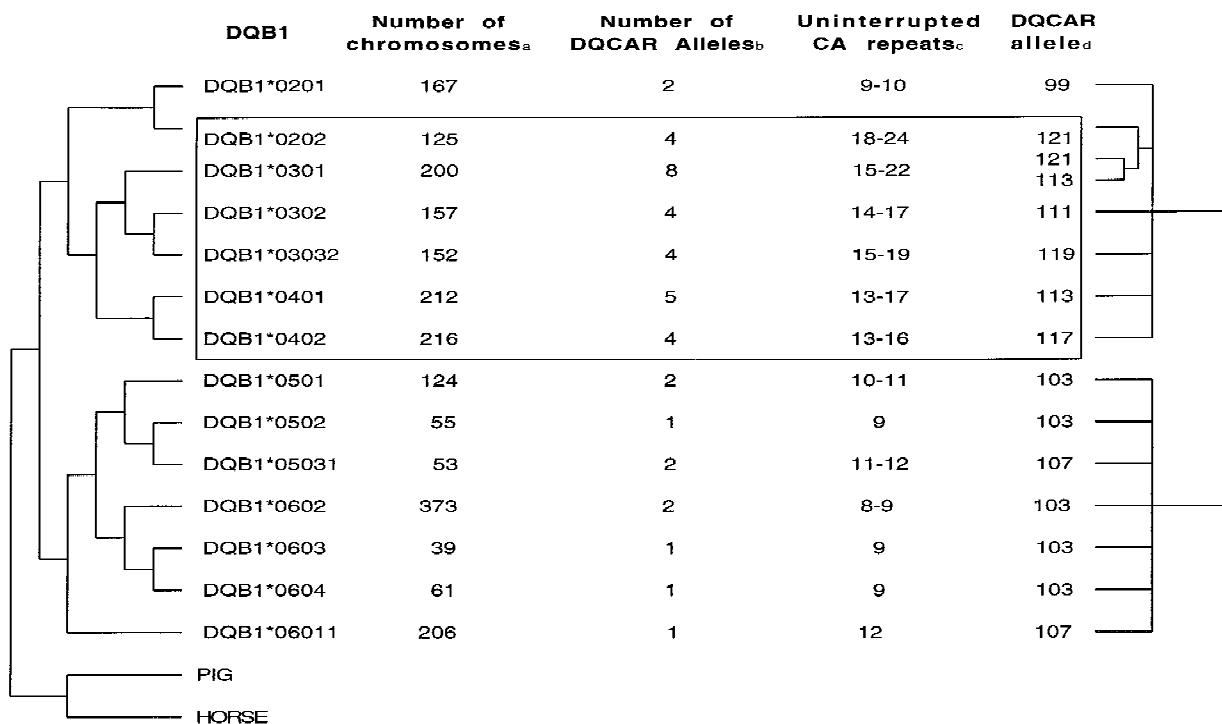 DQB1 Number of chromosomesa Number of DQCAR Allelesb Uninterrupted CA repeatsc DQCAR alleled
DQB1*0201 167 2 9-10 99
DQB1*0202 125 4 18-24 121
DQB1*0301 200 8 15-22 121 113
DQB1*0302 157 4 14-17 111
DQB1*03032 152 4 15-19 119
DQB1*0401 212 5 13-17 113
DQB1*0402 216 4 13-16 117
DQB1*0501 124 2 10-11 103
DQB1*0502 55 1 9 103
DQB1*05031 53 2 11-12 107
DQB1*0602 373 2 8-9 103
DQB1*0603 39 1 9 103
DQB1*0604 61 1 9 103
DQB1*06011 206 1 12 107
PIG
HORSE